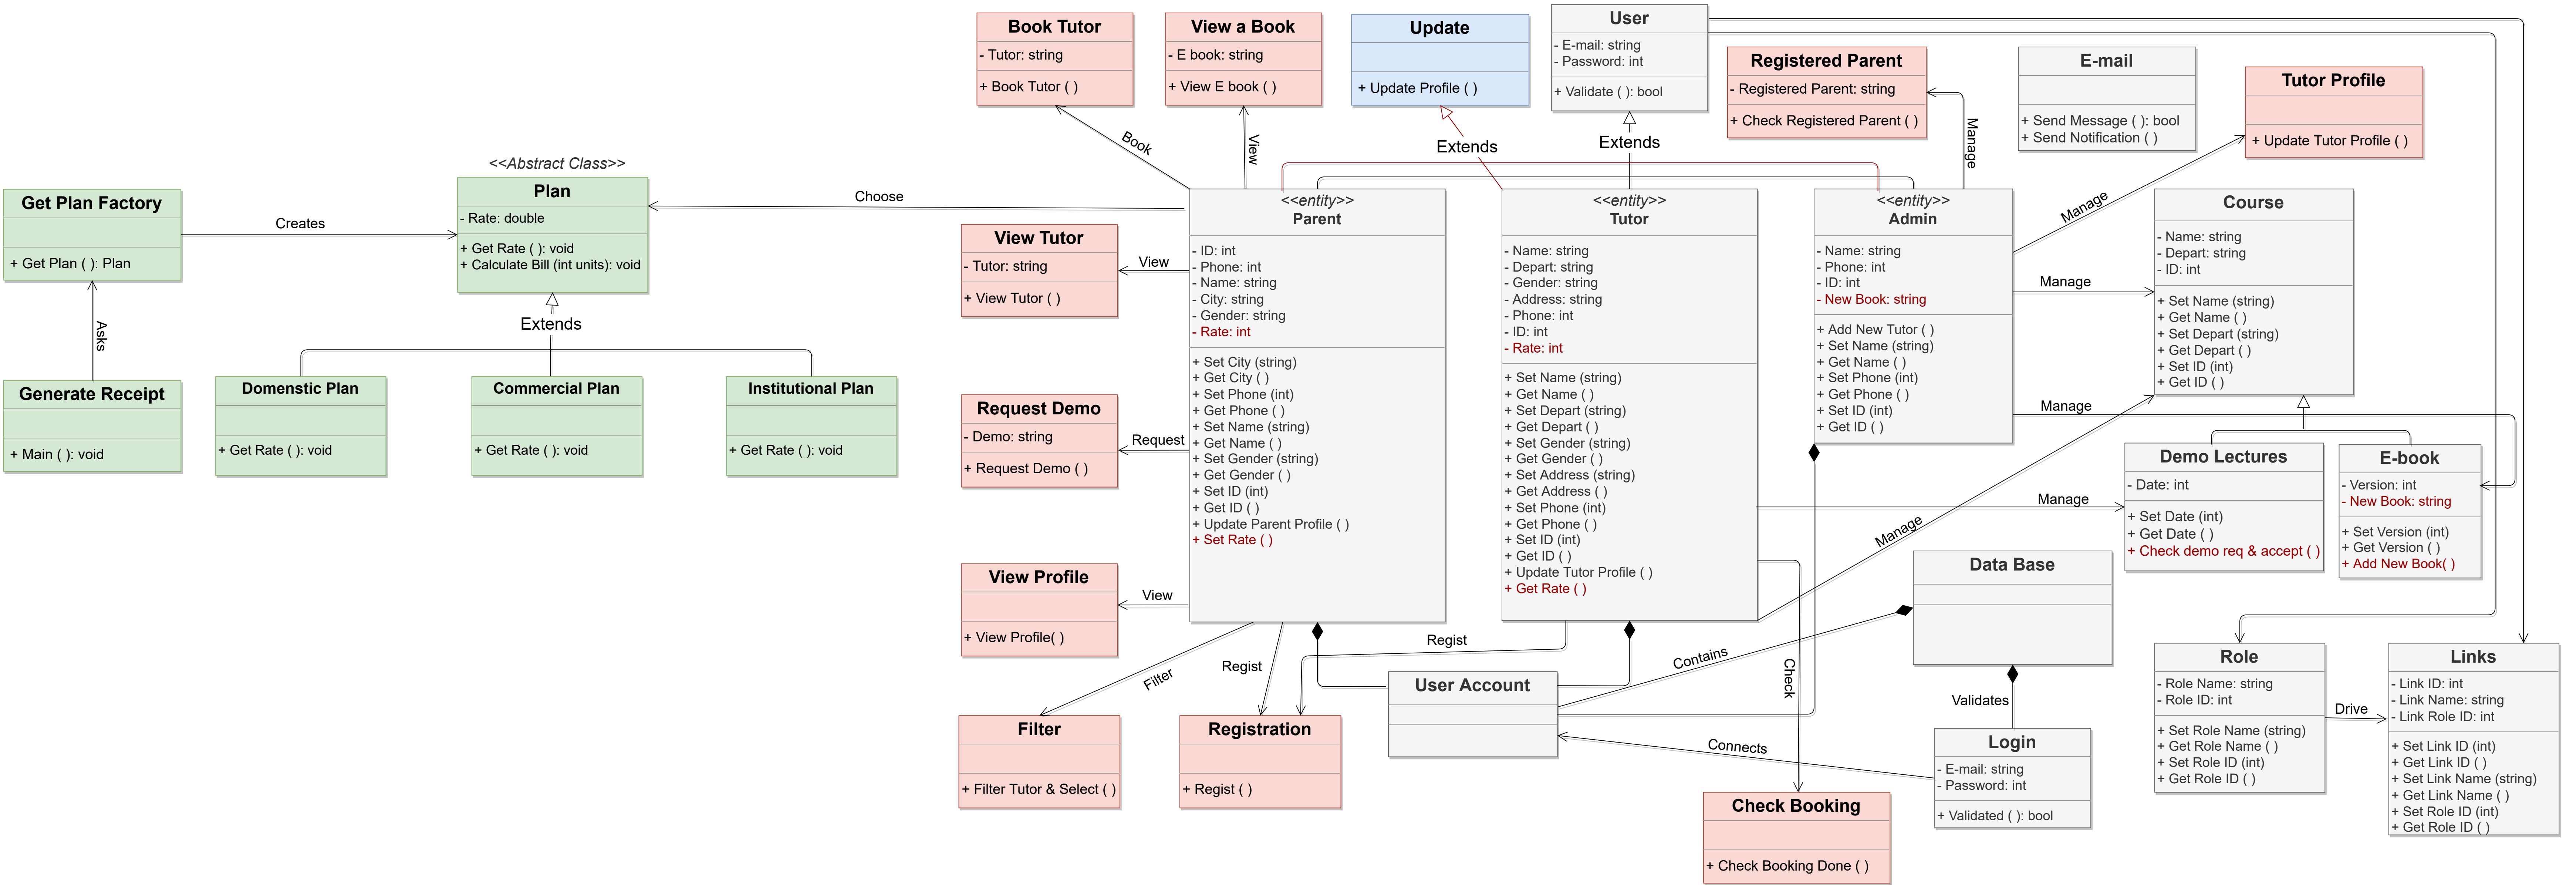 Book Tutor
- Tutor: string
+ Book Tutor ( )
View a Book
- E book: string
+ View E book ( )
Update
+ Update Profile ( )
User
- E-mail: string
- Password: int
+ Validate ( ): bool
Registered Parent
- Registered Parent: string
+ Check Registered Parent ( )
E-mail
+ Send Message ( ): bool
+ Send Notification ( )
Tutor Profile
+ Update Tutor Profile ( )
Book
View
Extends
Extends
Manage
Manage
Get Plan Factory
+ Get Plan ( ): Plan
Creates
<<Abstract Class>>
Plan
- Rate: double
+ Get Rate ( ): void
+ Calculate Bill (int units): void
Choose
Asks
Extends
Generate Receipt
+ Main ( ): void
Domenstic Plan
+ Get Rate ( ): void
Commercial Plan
+ Get Rate ( ): void
Institutional Plan
+ Get Rate ( ): void
View Tutor
- Tutor: string
+ View Tutor ( )
View
Request Demo
- Demo: string
+ Request Demo ( )
Request
View Profile
+ View Profile( )
View
<<entity>>
Parent
- ID: int
- Phone: int
- Name: string
- City: string
- Gender: string
- Rate: int
+ Set City (string)
+ Get City ( )
+ Set Phone (int)
+ Get Phone ( )
+ Set Name (string)
+ Get Name ( )
+ Set Gender (string)
+ Get Gender ( )
+ Set ID (int)
+ Get ID ( )
+ Update Parent Profile ( )
+ Set Rate ( )
<<entity>>
Tutor
- Name: string
- Depart: string
- Gender: string
- Address: string
- Phone: int
- ID: int
- Rate: int
+ Set Name (string)
+ Get Name ( )
+ Set Depart (string)
+ Get Depart ( )
+ Set Gender (string)
+ Get Gender ( )
+ Set Address (string)
+ Get Address ( )
+ Set Phone (int)
+ Get Phone ( )
+ Set ID (int)
+ Get ID ( )
+ Update Tutor Profile ( )
+ Get Rate ( )
<<entity>>
Admin
- Name: string
- Phone: int
- ID: int
- New Book: string
+ Add New Tutor ( )
+ Set Name (string)
+ Get Name ( )
+ Set Phone (int)
+ Get Phone ( )
+ Set ID (int)
+ Get ID ( )
Manage
Manage
Manage
Manage
Course
- Name: string
- Depart: string
- ID: int
+ Set Name (string)
+ Get Name ( )
+ Set Depart (string)
+ Get Depart ( )
+ Set ID (int)
+ Get ID ( )
Demo Lectures
- Date: int
+ Set Date (int)
+ Get Date ( )
+ Check demo req & accept ( )
E-book
- Version: int
- New Book: string
+ Set Version (int)
+ Get Version ( )
+ Add New Book( )
Data Base
Filter
Regist
Regist
Contains
Check
Validates
Connects
Filter
+ Filter Tutor & Select ( )
Registration
+ Regist ( )
User Account
Check Booking
+ Check Booking Done ( )
Login
- E-mail: string
- Password: int
+ Validated ( ): bool
Role
- Role Name: string
- Role ID: int
+ Set Role Name (string)
+ Get Role Name ( )
+ Set Role ID (int)
+ Get Role ID ( )
Drive
Links
- Link ID: int
- Link Name: string
- Link Role ID: int
+ Set Link ID (int)
+ Get Link ID ( )
+ Set Link Name (string)
+ Get Link Name ( )
+ Set Role ID (int)
+ Get Role ID ( )